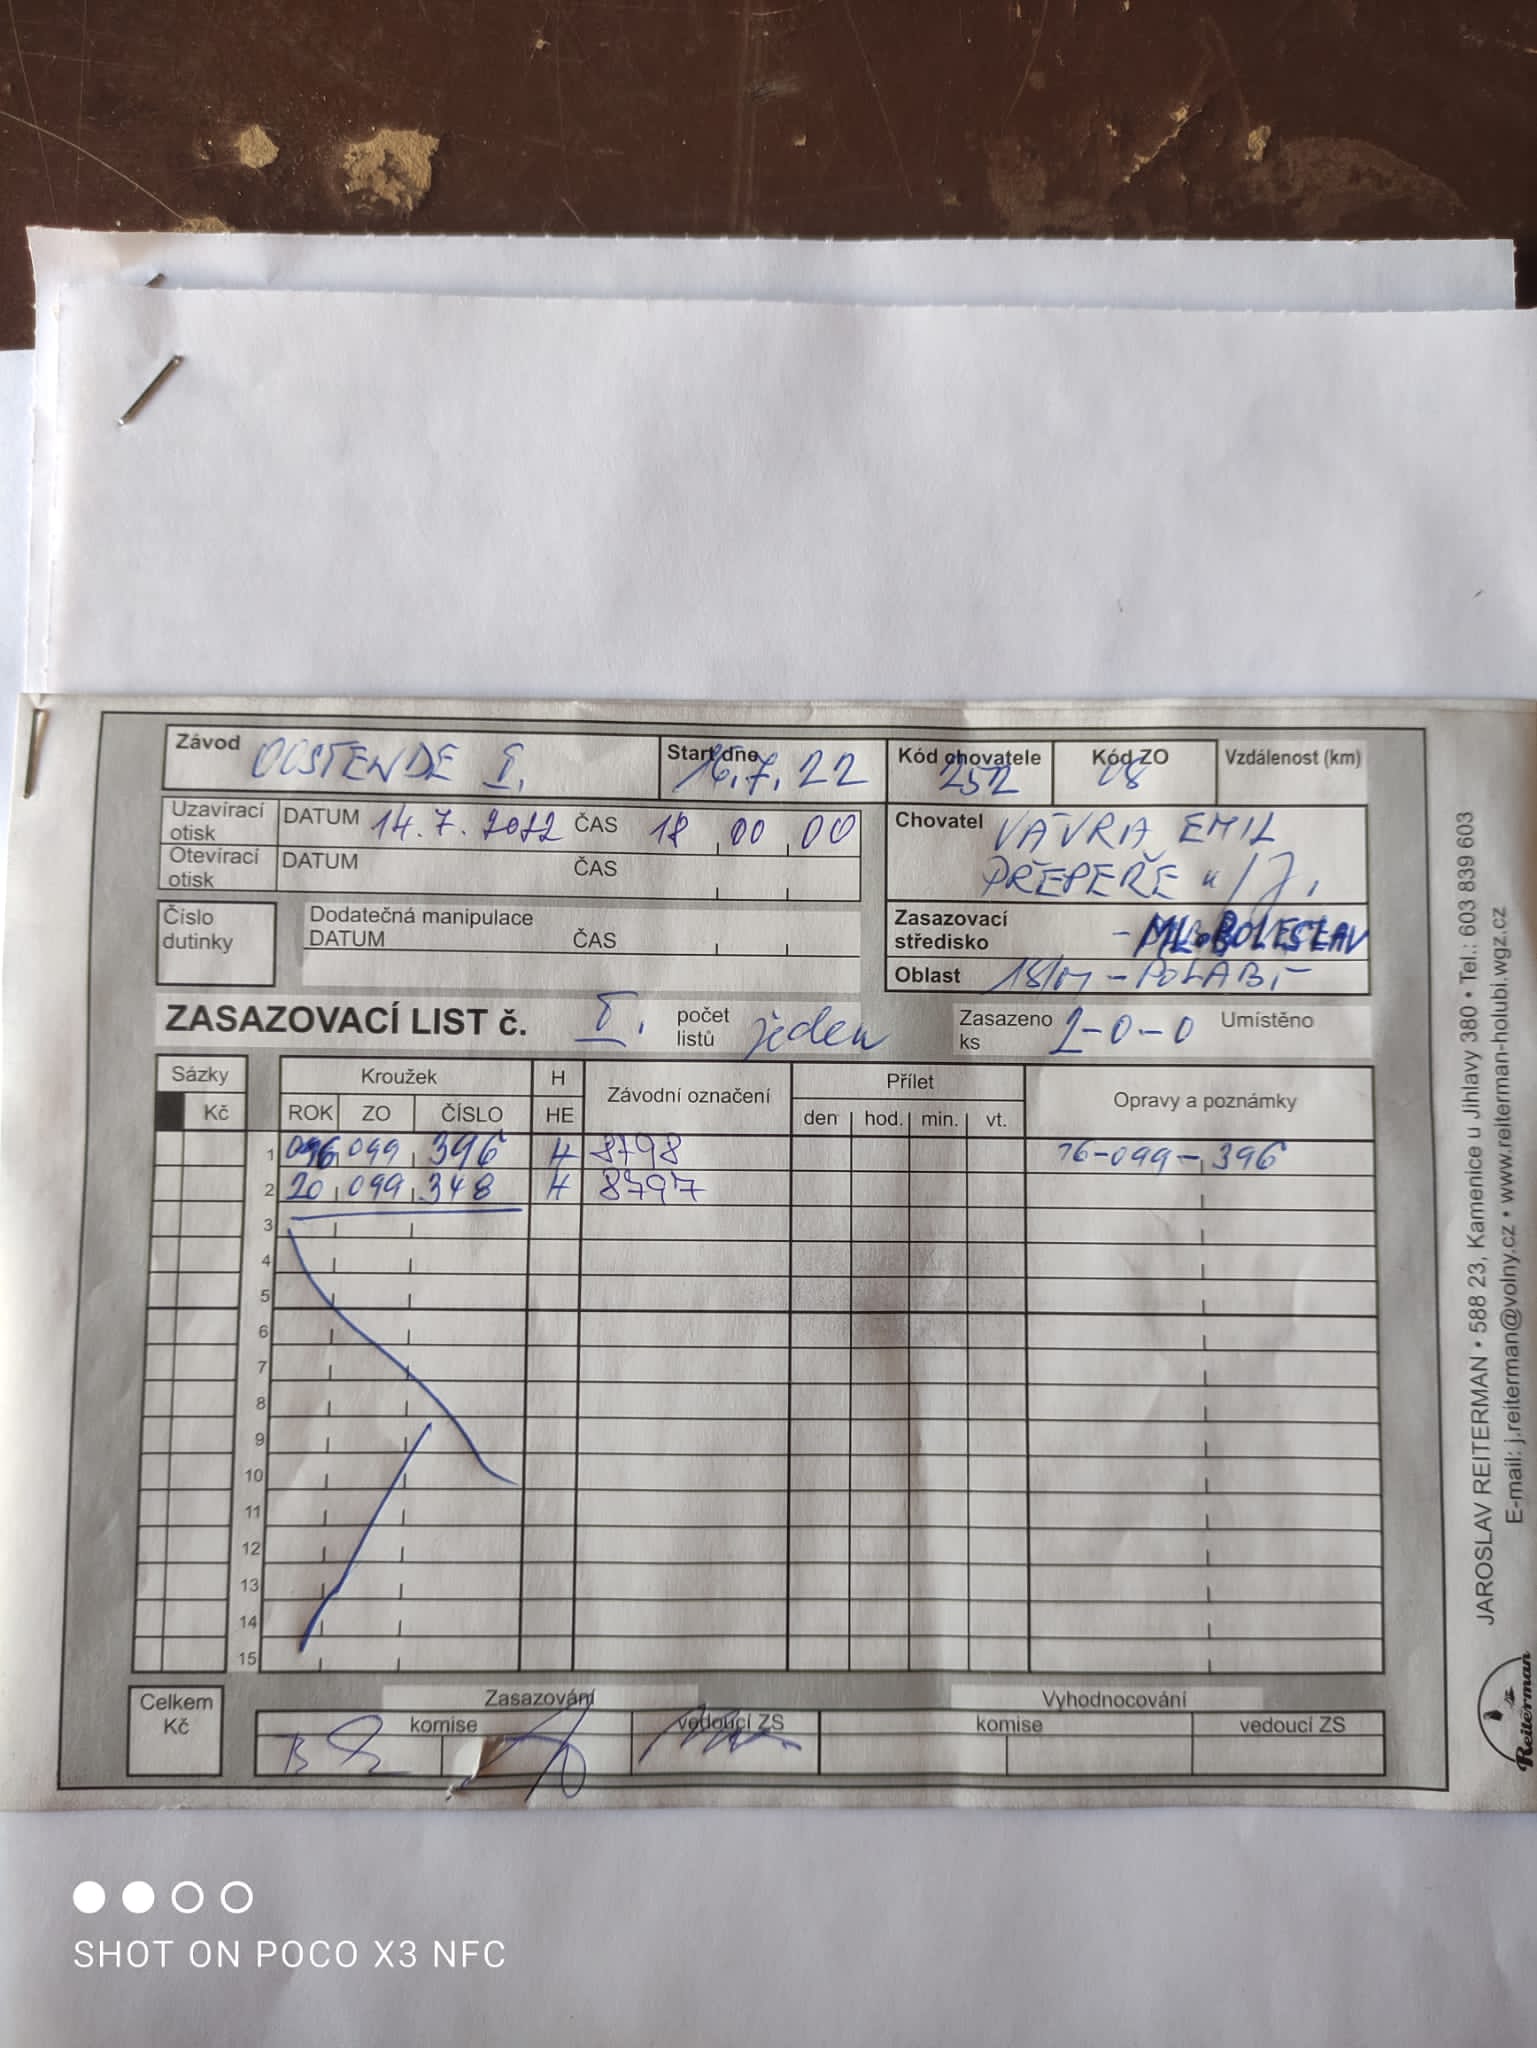 Závod OOSTENDE I. Start dne 16.7.22 Kód chovatele 252 Kód ZO 08 Vzdálenost (km)
Uzavírací otisk DATUM 14.7.2022 ČAS 18 00 00
Otevírací otisk DATUM ČAS
Chovatel VÁVRA EMIL
PŘEPEŘE u/J.
Číslo dutinky
Dodatečná manipulace
DATUM ČAS
Zasazovací středisko - ML.BOLESLAV
Oblast 18/01 - POLABÍ
ZASAZOVACÍ LIST č. I. počet listů jeden Zasazeno ks 2-0-0 Umístěno
Sázky Kroužek H Závodní označení Přílet Opravy a poznámky
Kč ROK ZO ČÍSLO HE den hod. min. vt.
1 099 396 H 8798 16-099-396
2 20 099 348 H 8797
3
4
5
6
7
8
9
10
11
12
13
14
15
Celkem Kč
Zasazování Vyhodnocování
komise vedoucí ZS komise vedoucí ZS
JAROSLAV REITERMAN • 588 23, Kamenice u Jihlavy 380 • Tel.: 603 839 603
E-mail: j.reiterman@volny.cz • www.reiterman-holubi.wgz.cz
Reiterman
SHOT ON POCO X3 NFC